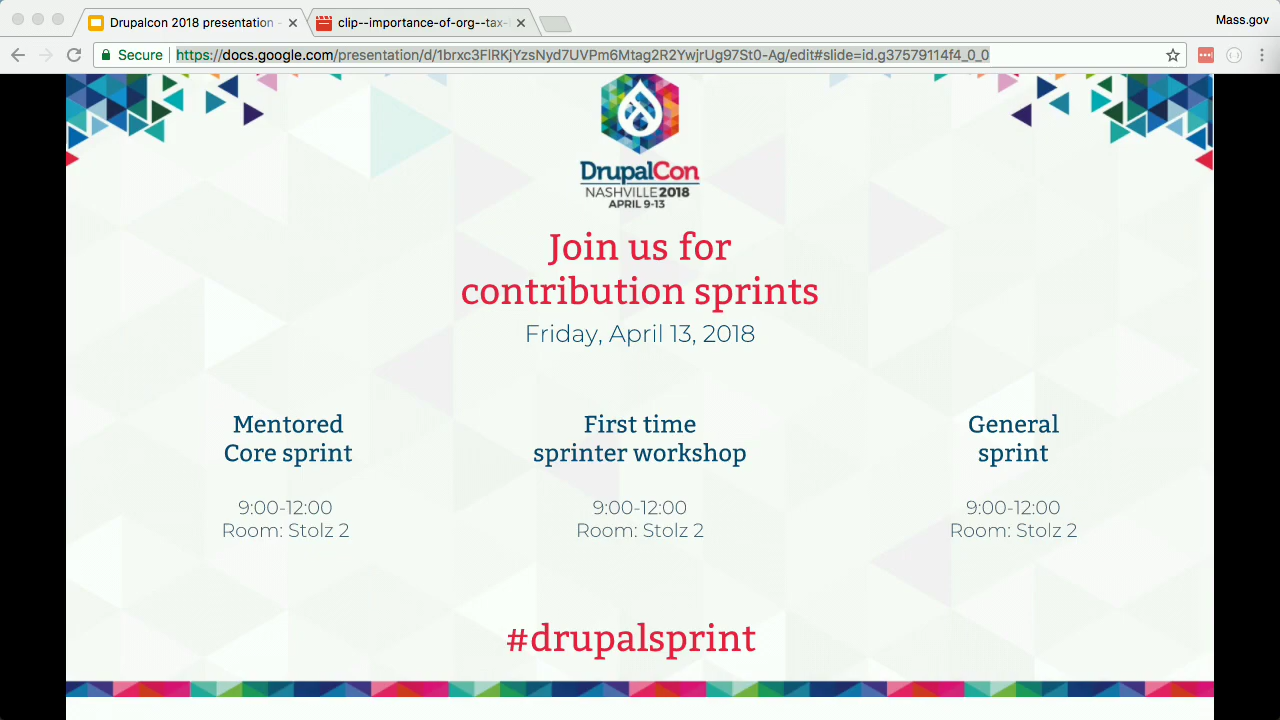 Drupalcon 2018 presentation -
clip--importance-of-org--tax-
Mass.gov
Secure
https://docs.google.com/presentation/d/1brxc3FlRKjYzsNyd7UVPm6Mtag2R2YwjrUg97St0-Ag/edit#slide=id.g37579114f4_0_0
DrupalCon
NASHVILLE 2018
APRIL 9-13
Join us for
contribution sprints
Friday, April 13, 2018
Mentored
Core sprint
9:00-12:00
Room: Stolz 2
First time
sprinter workshop
9:00-12:00
Room: Stolz 2
General
sprint
9:00-12:00
Room: Stolz 2
#drupalsprint